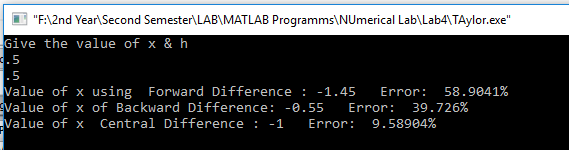 "F:\2nd Year\Second Semester\LAB\MATLAB Programms\NUmerical Lab\Lab4\TAylor.exe"
Give the value of x & h
.5
.5
Value of x using  Forward Difference : -1.45   Error:  58.9041%
Value of x of Backward Difference: -0.55   Error:  39.726%
Value of x  Central Difference : -1   Error:  9.58904%